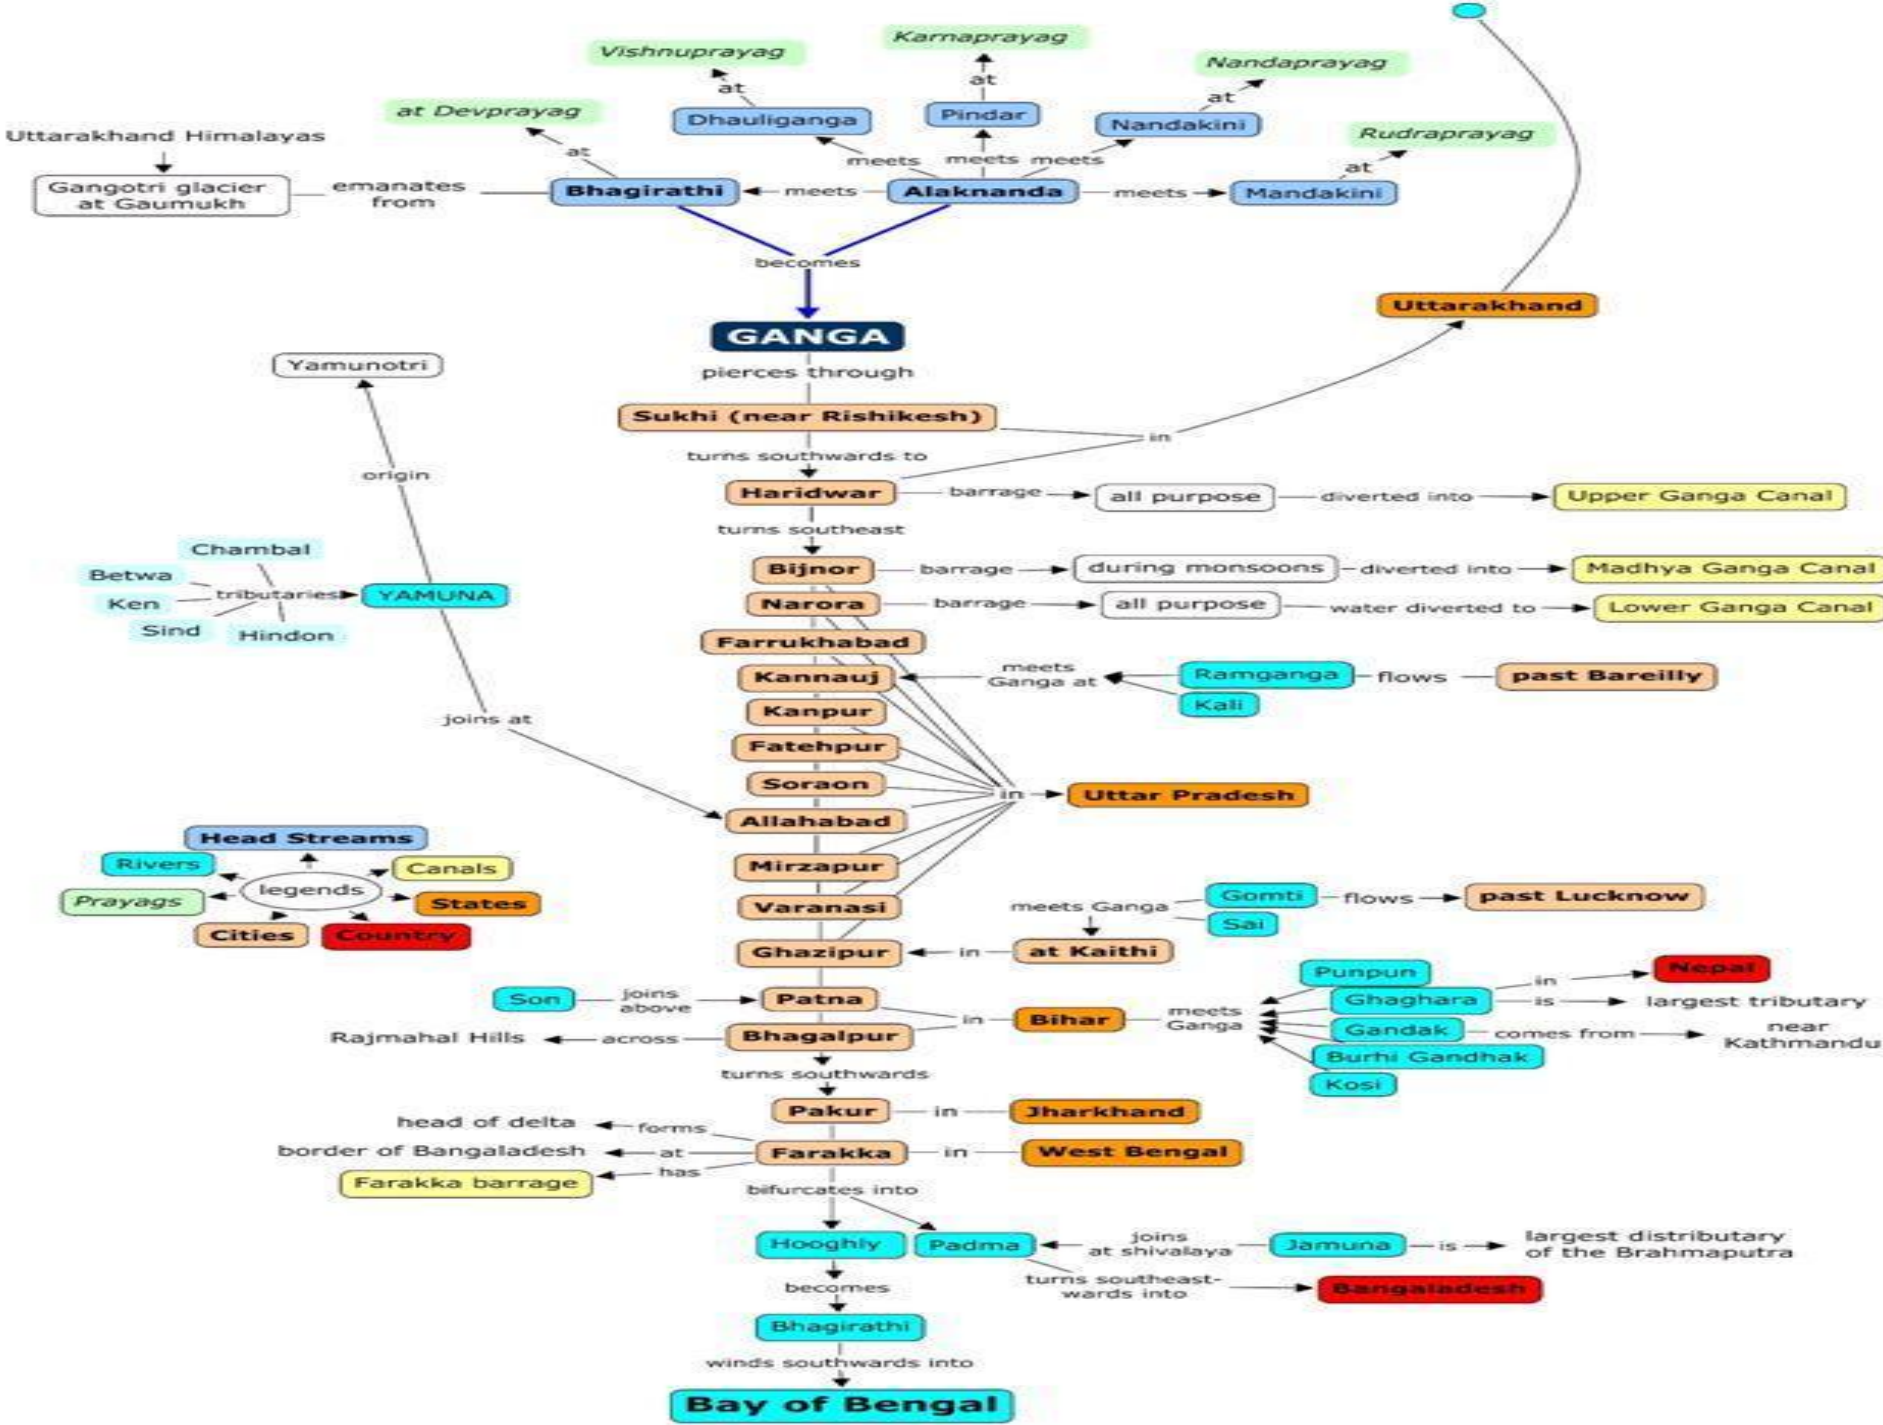 Karnaprayag
Vishnuprayag
Nandaprayag
at
at
at Devprayag
at
Dhauliganga
Pindar
Nandakini
Rudraprayag
Uttarakhand Himalayas
at
meets
meets
meets
at
Gangotri glacier
at Gaumukh
emanates
from
Bhagirathi
meets
Alaknanda
meets
Mandakini
becomes
Uttarakhand
GANGA
Yamunotri
pierces through
Sukhi (near Rishikesh)
in
turns southwards to
origin
Haridwar
barrage
all purpose
diverted into
Upper Ganga Canal
turns southeast
Chambal
Betwa
Ken
Sind
Hindon
tributaries
YAMUNA
Bijnor
barrage
during monsoons
diverted into
Madhya Ganga Canal
Narora
barrage
all purpose
water diverted to
Lower Ganga Canal
Farrukhabad
Kannauj
meets
Ganga at
Ramganga
flows
past Bareilly
Kali
Kanpur
joins at
Fatehpur
Soraon
in
Uttar Pradesh
Allahabad
Head Streams
Rivers
Canals
legends
Prayags
States
Cities
Country
Mirzapur
Varanasi
meets Ganga
Gomti
flows
past Lucknow
Sai
Ghazipur
in
at Kaithi
Son
joins
above
Patna
in
Bihar
meets
Ganga
Punpun
in
Nepal
Ghaghara
is
largest tributary
Gandak
comes from
near
Kathmandu
Burhi Gandhak
Kosi
Rajmahal Hills
across
Bhagalpur
turns southwards
Pakur
in
Jharkhand
head of delta
forms
border of Bangaladesh
at
Farakka
in
West Bengal
has
Farakka barrage
bifurcates into
Hooghly
Padma
joins
at shivalaya
Jamuna
is
largest distributary
of the Brahmaputra
becomes
turns southeast-
wards into
Bangaladesh
Bhagirathi
winds southwards into
Bay of Bengal